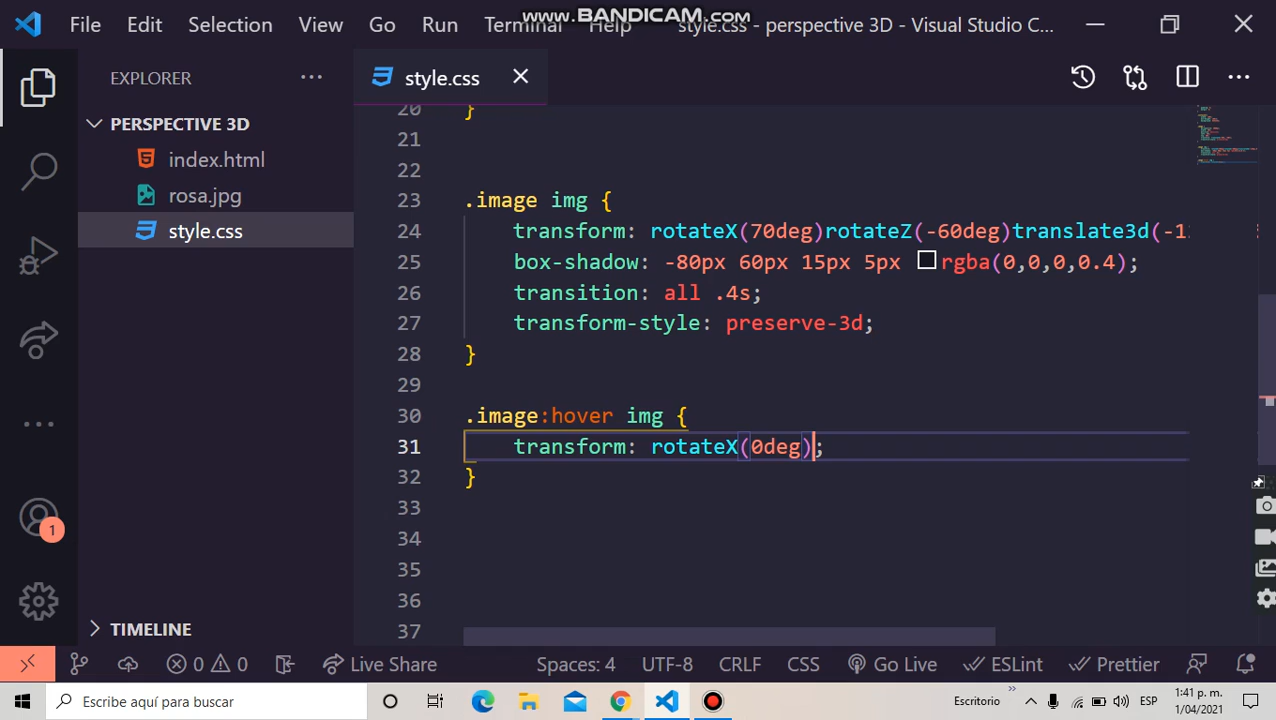 File Edit Selection View Go Run Terminal Help style.css - perspective 3D - Visual Studio C...
www.BANDICAM.com
EXPLORER
style.css
PERSPECTIVE 3D
index.html
rosa.jpg
style.css
TIMELINE
20 }
21
22
23 .image img {
24 transform: rotateX(70deg)rotateZ(-60deg)translate3d(-1
25 box-shadow: -80px 60px 15px 5px rgba(0,0,0,0.4);
26 transition: all .4s;
27 transform-style: preserve-3d;
28 }
29
30 .image:hover img {
31 transform: rotateX(0deg);
32 }
33
34
35
36
37
1
0 0 Live Share Spaces: 4 UTF-8 CRLF CSS Go Live ESLint Prettier
Escribe aquí para buscar
Escritorio » ESP 1:41 p. m.
1/04/2021